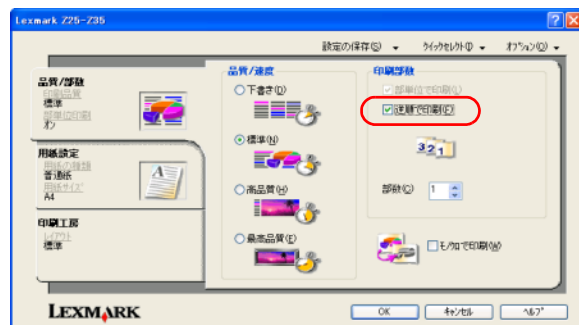 Lexmark Z25-Z35
設定の保存(S)
クイックセレクト(I)
オプション(O)
品質/部数
印刷品質
標準
部単位印刷
オン
用紙設定
用紙の種類
普通紙
用紙サイズ
A4
印刷工房
レイアウト
標準
品質/速度
下書き(D)
標準(N)
高品質(H)
最高品質(E)
印刷部数
部単位で印刷(L)
逆順で印刷(F)
3 2 1
部数(C) 1
モノクロで印刷(W)
LEXMARK
OK
キャンセル
ヘルプ